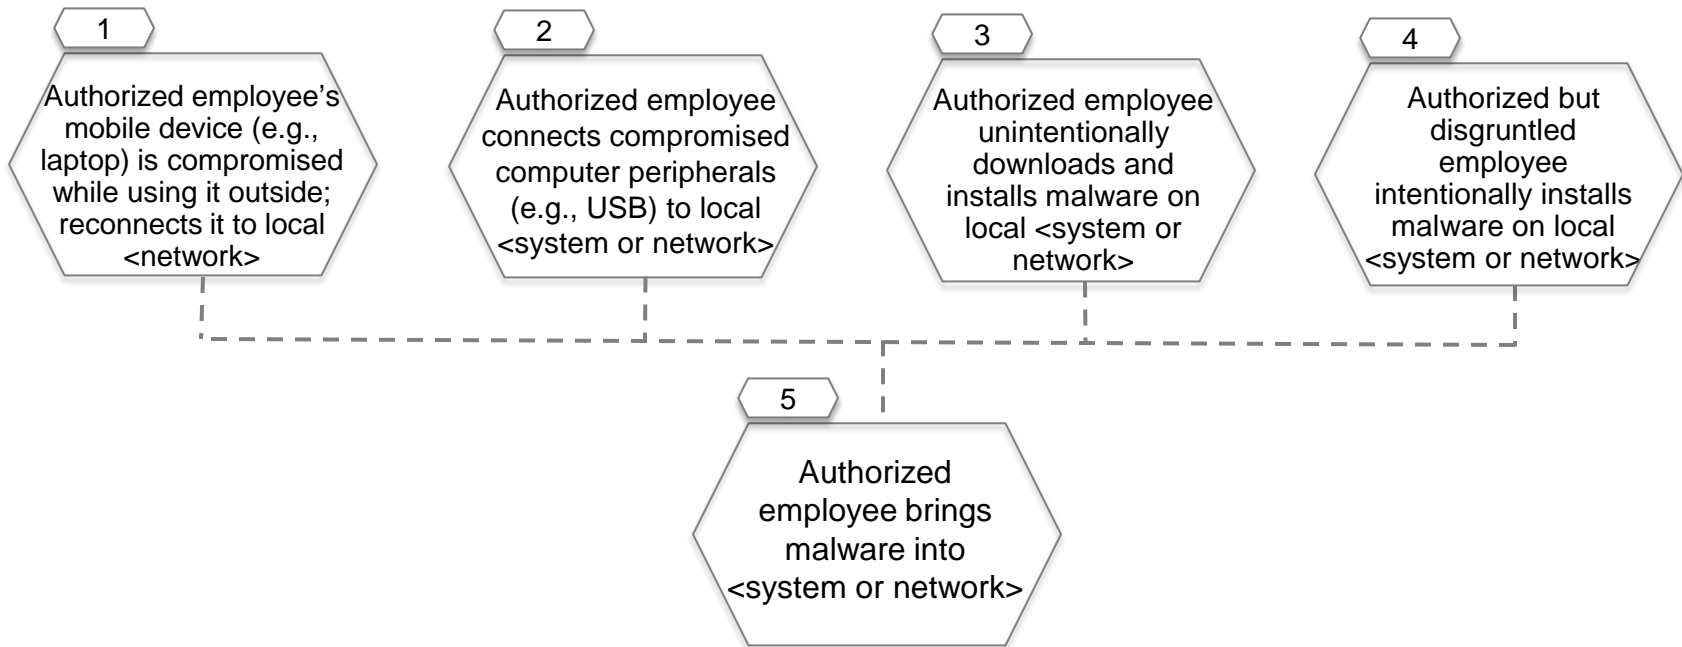 1
Authorized employee’s
mobile device (e.g.,
laptop) is compromised
while using it outside;
reconnects it to local
<network>
2
Authorized employee
connects compromised
computer peripherals
(e.g., USB) to local
<system or network>
3
Authorized employee
unintentionally
downloads and
installs malware on
local <system or
network>
4
Authorized but
disgruntled
employee
intentionally installs
malware on local
<system or network>
5
Authorized
employee brings
malware into
<system or network>